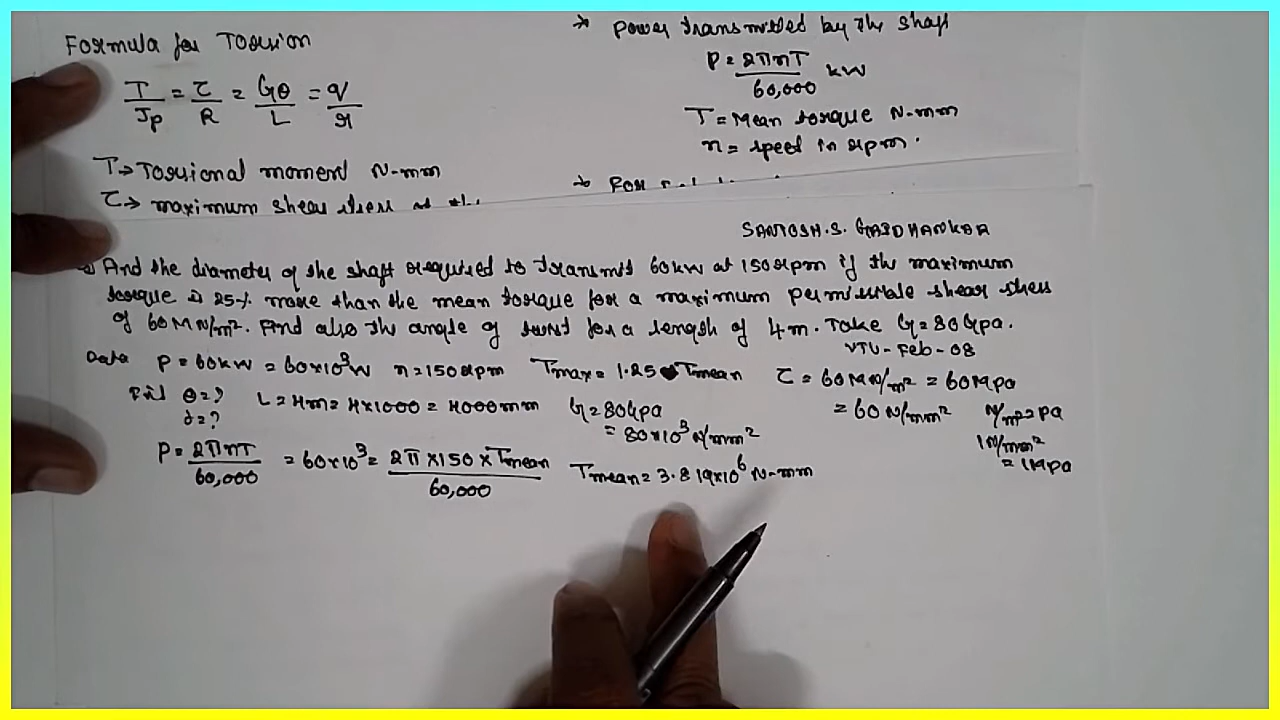 Formula for Torsion
T/Jp = τ/R = Gθ/L = q/r
T → Torsional moment N-mm
τ → maximum shear stress at
* Power transmitted by the shaft
P = 2πnT/60,000 kW
T = Mean torque N-mm
n = speed in rpm.
SANTOSH.S. GABDHANKAR
Find the diameter of the shaft required to transmit 60kw at 150rpm if the maximum
torque is 25% more than the mean torque for a maximum permissible shear stress
of 60MN/m². Find also the angle of twist for a length of 4m. Take G=80Gpa.
VTU-Feb-08
Data P=60kw = 60×10³W n=150rpm Tmax = 1.25 Tmean τ = 60MN/m² = 60Mpa
θ=? L=4m=4×1000=4000mm G=80Gpa = 60N/mm² N/m²=pa
d=? = 80×10³N/mm² 1N/mm²
= 1Mpa
P = 2πnT/60,000 = 60×10³ = 2π×150×Tmean/60,000 Tmean = 3.819×10⁶ N-mm